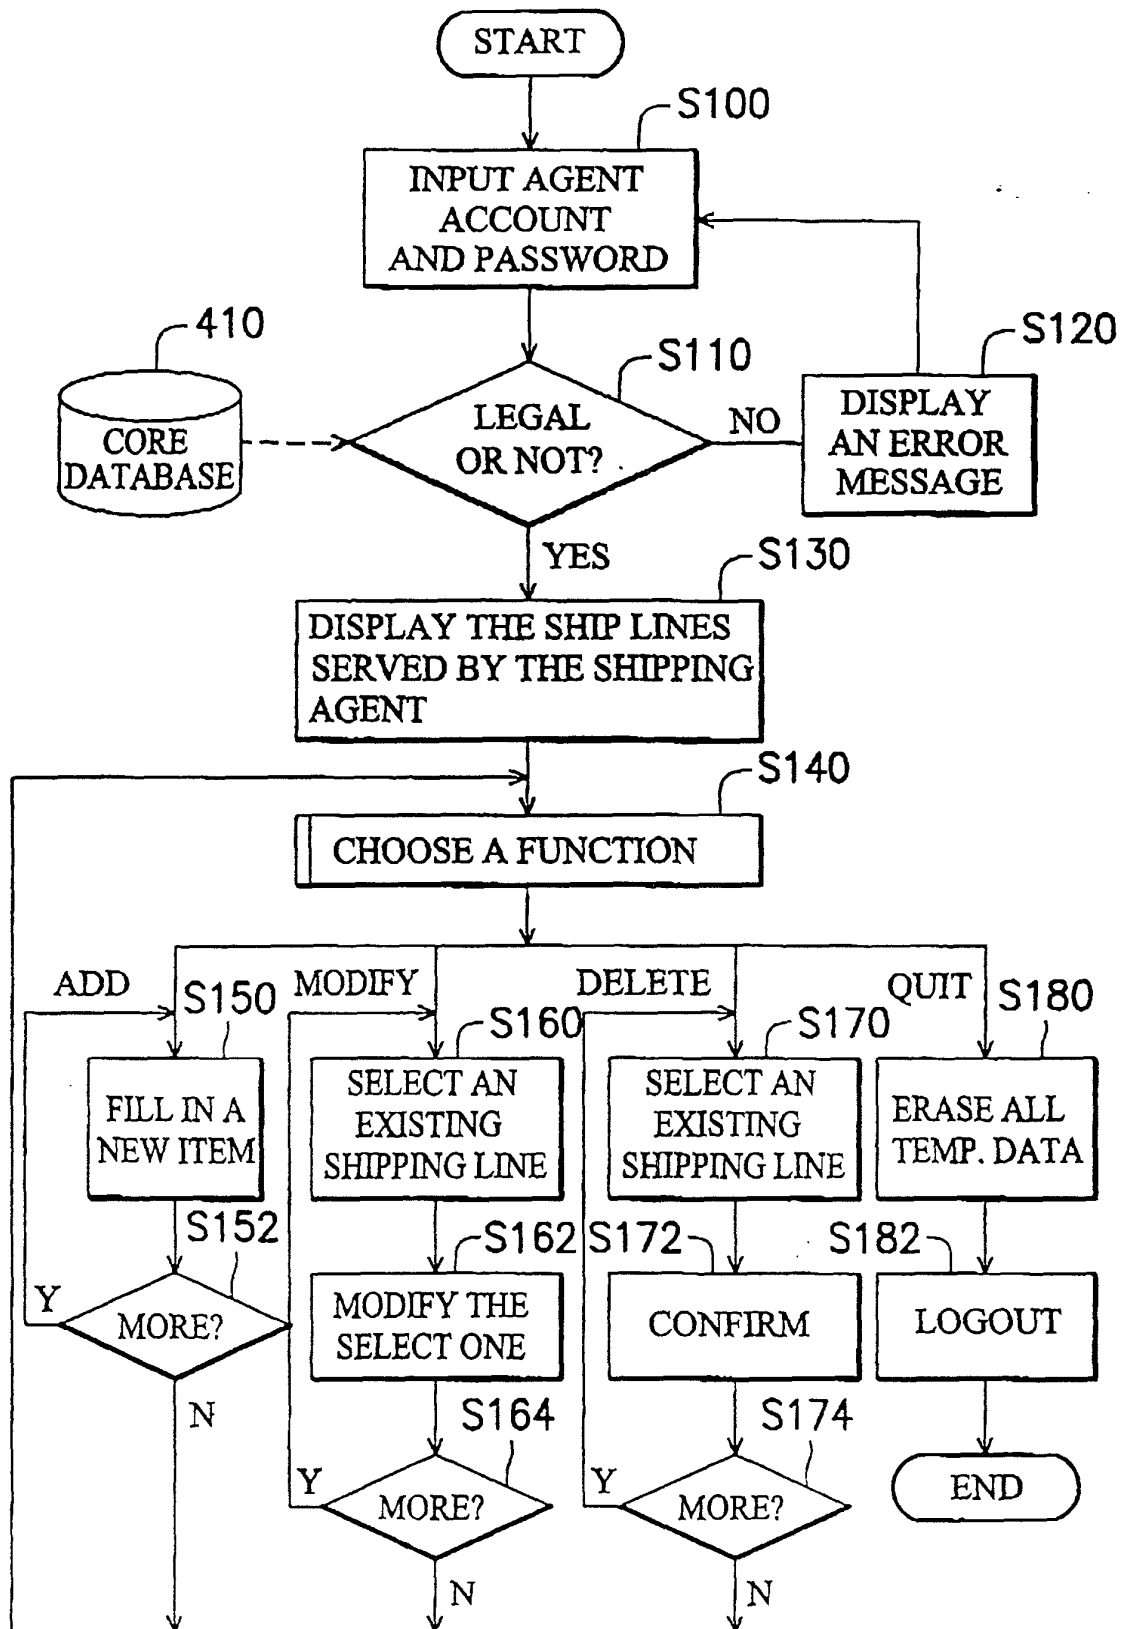 START
S100
INPUT AGENT
ACCOUNT
AND PASSWORD
410
CORE
DATABASE
S110
LEGAL
OR NOT?
NO
S120
DISPLAY
AN ERROR
MESSAGE
YES
S130
DISPLAY THE SHIP LINES
SERVED BY THE SHIPPING
AGENT
S140
CHOOSE A FUNCTION
ADD
S150
FILL IN A
NEW ITEM
S152
Y
MORE?
N
MODIFY
S160
SELECT AN
EXISTING
SHIPPING LINE
S162
MODIFY THE
SELECT ONE
S164
Y
MORE?
N
DELETE
S170
SELECT AN
EXISTING
SHIPPING LINE
S172
CONFIRM
S174
Y
MORE?
N
QUIT
S180
ERASE ALL
TEMP. DATA
S182
LOGOUT
END